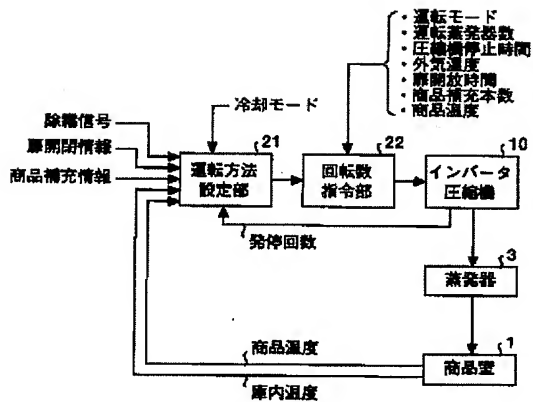 ・運転モード
・運転蒸発器数
・圧縮機停止時間
・外気温度
・扉開放時間
・商品補充本数
・商品温度
除霜信号
扉開閉情報
商品補充情報
冷却モード
21
運転方法
設定部
22
回転数
指令部
10
インバータ
圧縮機
発停回数
3
蒸発器
1
商品室
商品温度
庫内温度